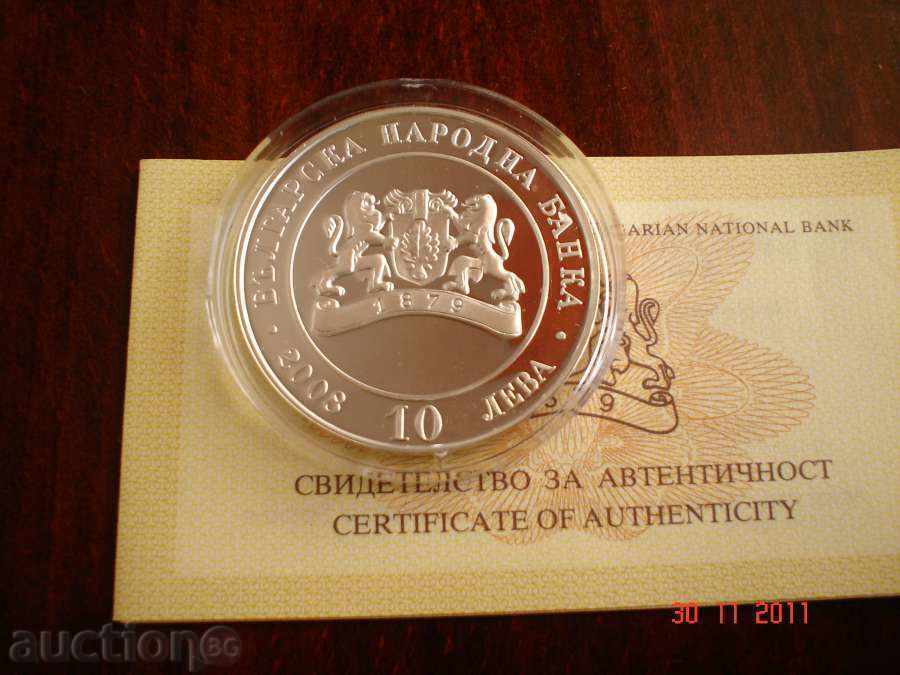 БЪЛГАРСКА НАРОДНА БАНКА
1879
2008
10
ЛЕВА
NATIONAL BANK
СВИДЕТЕЛСТВО ЗА АВТЕНТИЧНОСТ
CERTIFICATE OF AUTHENTICITY
30 11 2011
auction BG